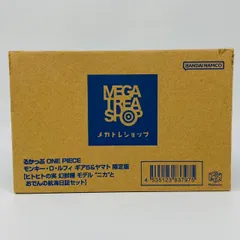 BANDAI NAMCO
MEGA
TREA
SHOP
メガトレショップ
るかっぷ ONE PIECE
モンキー・D・ルフィ ギア5&ヤマト 限定版
[ヒトヒトの実 幻獣種 モデル "ニカ"と
おでんの航海日誌セット]